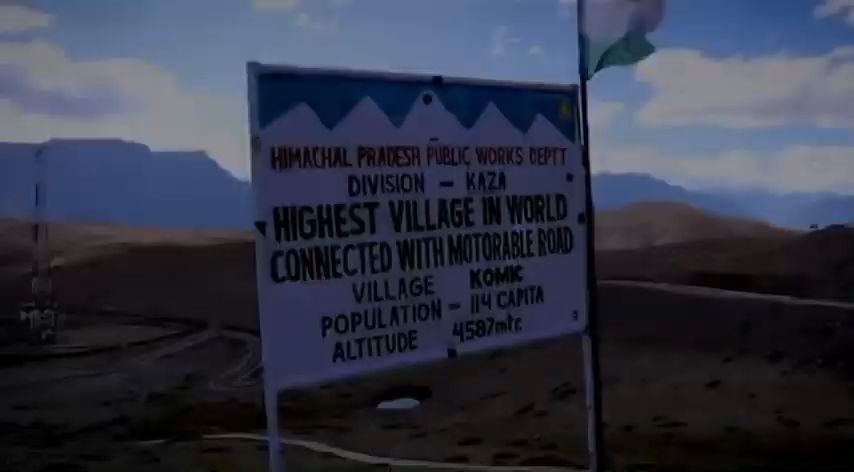 HIMACHAL PRADESH PUBLIC WORKS DEPTT
DIVISION - KAZA
HIGHEST VILLAGE IN WORLD
CONNECTED WITH MOTORABLE ROAD
VILLAGE KOMIC
POPULATION - 114 CAPITA
ALTITUDE 4587mtr.